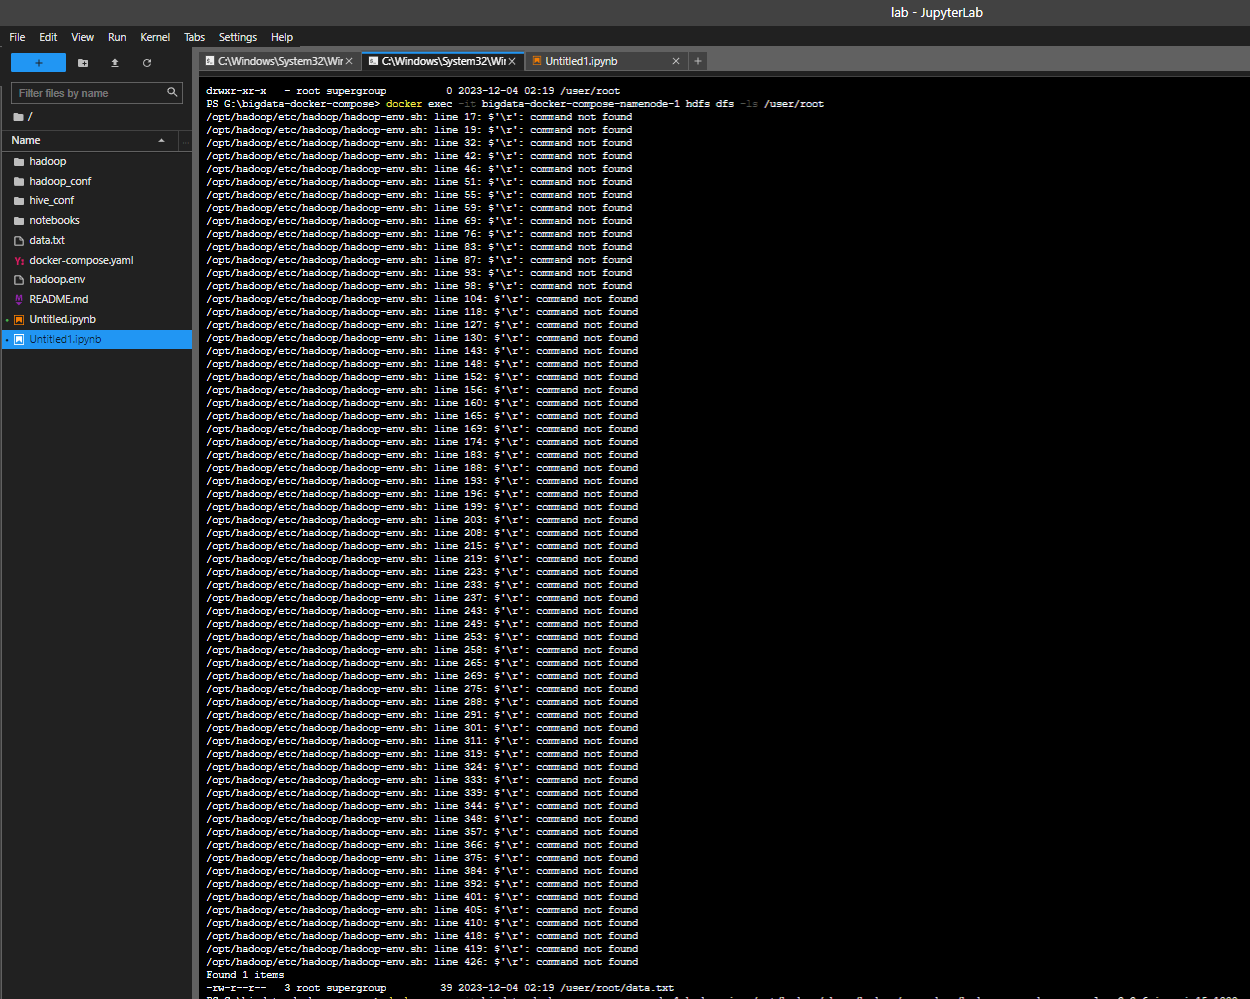 lab - JupyterLab
File Edit View Run Kernel Tabs Settings Help
+
C:\Windows\System32\Wir
C:\Windows\System32\Wir
Untitled1.ipynb
+
Filter files by name
/
Name
hadoop
hadoop_conf
hive_conf
notebooks
data.txt
docker-compose.yaml
hadoop.env
README.md
Untitled.ipynb
Untitled1.ipynb
drwxr-xr-x - root supergroup 0 2023-12-04 02:19 /user/root
PS G:\bigdata-docker-compose> docker exec -it bigdata-docker-compose-namenode-1 hdfs dfs -ls /user/root
/opt/hadoop/etc/hadoop/hadoop-env.sh: line 17: $'\r': command not found
/opt/hadoop/etc/hadoop/hadoop-env.sh: line 19: $'\r': command not found
/opt/hadoop/etc/hadoop/hadoop-env.sh: line 32: $'\r': command not found
/opt/hadoop/etc/hadoop/hadoop-env.sh: line 42: $'\r': command not found
/opt/hadoop/etc/hadoop/hadoop-env.sh: line 46: $'\r': command not found
/opt/hadoop/etc/hadoop/hadoop-env.sh: line 51: $'\r': command not found
/opt/hadoop/etc/hadoop/hadoop-env.sh: line 55: $'\r': command not found
/opt/hadoop/etc/hadoop/hadoop-env.sh: line 59: $'\r': command not found
/opt/hadoop/etc/hadoop/hadoop-env.sh: line 69: $'\r': command not found
/opt/hadoop/etc/hadoop/hadoop-env.sh: line 76: $'\r': command not found
/opt/hadoop/etc/hadoop/hadoop-env.sh: line 83: $'\r': command not found
/opt/hadoop/etc/hadoop/hadoop-env.sh: line 87: $'\r': command not found
/opt/hadoop/etc/hadoop/hadoop-env.sh: line 93: $'\r': command not found
/opt/hadoop/etc/hadoop/hadoop-env.sh: line 98: $'\r': command not found
/opt/hadoop/etc/hadoop/hadoop-env.sh: line 104: $'\r': command not found
/opt/hadoop/etc/hadoop/hadoop-env.sh: line 118: $'\r': command not found
/opt/hadoop/etc/hadoop/hadoop-env.sh: line 127: $'\r': command not found
/opt/hadoop/etc/hadoop/hadoop-env.sh: line 130: $'\r': command not found
/opt/hadoop/etc/hadoop/hadoop-env.sh: line 143: $'\r': command not found
/opt/hadoop/etc/hadoop/hadoop-env.sh: line 148: $'\r': command not found
/opt/hadoop/etc/hadoop/hadoop-env.sh: line 152: $'\r': command not found
/opt/hadoop/etc/hadoop/hadoop-env.sh: line 156: $'\r': command not found
/opt/hadoop/etc/hadoop/hadoop-env.sh: line 160: $'\r': command not found
/opt/hadoop/etc/hadoop/hadoop-env.sh: line 165: $'\r': command not found
/opt/hadoop/etc/hadoop/hadoop-env.sh: line 169: $'\r': command not found
/opt/hadoop/etc/hadoop/hadoop-env.sh: line 174: $'\r': command not found
/opt/hadoop/etc/hadoop/hadoop-env.sh: line 183: $'\r': command not found
/opt/hadoop/etc/hadoop/hadoop-env.sh: line 188: $'\r': command not found
/opt/hadoop/etc/hadoop/hadoop-env.sh: line 193: $'\r': command not found
/opt/hadoop/etc/hadoop/hadoop-env.sh: line 196: $'\r': command not found
/opt/hadoop/etc/hadoop/hadoop-env.sh: line 199: $'\r': command not found
/opt/hadoop/etc/hadoop/hadoop-env.sh: line 203: $'\r': command not found
/opt/hadoop/etc/hadoop/hadoop-env.sh: line 208: $'\r': command not found
/opt/hadoop/etc/hadoop/hadoop-env.sh: line 215: $'\r': command not found
/opt/hadoop/etc/hadoop/hadoop-env.sh: line 219: $'\r': command not found
/opt/hadoop/etc/hadoop/hadoop-env.sh: line 223: $'\r': command not found
/opt/hadoop/etc/hadoop/hadoop-env.sh: line 233: $'\r': command not found
/opt/hadoop/etc/hadoop/hadoop-env.sh: line 237: $'\r': command not found
/opt/hadoop/etc/hadoop/hadoop-env.sh: line 243: $'\r': command not found
/opt/hadoop/etc/hadoop/hadoop-env.sh: line 249: $'\r': command not found
/opt/hadoop/etc/hadoop/hadoop-env.sh: line 253: $'\r': command not found
/opt/hadoop/etc/hadoop/hadoop-env.sh: line 258: $'\r': command not found
/opt/hadoop/etc/hadoop/hadoop-env.sh: line 265: $'\r': command not found
/opt/hadoop/etc/hadoop/hadoop-env.sh: line 269: $'\r': command not found
/opt/hadoop/etc/hadoop/hadoop-env.sh: line 275: $'\r': command not found
/opt/hadoop/etc/hadoop/hadoop-env.sh: line 288: $'\r': command not found
/opt/hadoop/etc/hadoop/hadoop-env.sh: line 291: $'\r': command not found
/opt/hadoop/etc/hadoop/hadoop-env.sh: line 301: $'\r': command not found
/opt/hadoop/etc/hadoop/hadoop-env.sh: line 311: $'\r': command not found
/opt/hadoop/etc/hadoop/hadoop-env.sh: line 319: $'\r': command not found
/opt/hadoop/etc/hadoop/hadoop-env.sh: line 324: $'\r': command not found
/opt/hadoop/etc/hadoop/hadoop-env.sh: line 333: $'\r': command not found
/opt/hadoop/etc/hadoop/hadoop-env.sh: line 339: $'\r': command not found
/opt/hadoop/etc/hadoop/hadoop-env.sh: line 344: $'\r': command not found
/opt/hadoop/etc/hadoop/hadoop-env.sh: line 348: $'\r': command not found
/opt/hadoop/etc/hadoop/hadoop-env.sh: line 357: $'\r': command not found
/opt/hadoop/etc/hadoop/hadoop-env.sh: line 366: $'\r': command not found
/opt/hadoop/etc/hadoop/hadoop-env.sh: line 375: $'\r': command not found
/opt/hadoop/etc/hadoop/hadoop-env.sh: line 384: $'\r': command not found
/opt/hadoop/etc/hadoop/hadoop-env.sh: line 392: $'\r': command not found
/opt/hadoop/etc/hadoop/hadoop-env.sh: line 401: $'\r': command not found
/opt/hadoop/etc/hadoop/hadoop-env.sh: line 405: $'\r': command not found
/opt/hadoop/etc/hadoop/hadoop-env.sh: line 410: $'\r': command not found
/opt/hadoop/etc/hadoop/hadoop-env.sh: line 418: $'\r': command not found
/opt/hadoop/etc/hadoop/hadoop-env.sh: line 419: $'\r': command not found
/opt/hadoop/etc/hadoop/hadoop-env.sh: line 426: $'\r': command not found
Found 1 items
-rw-r--r-- 3 root supergroup 39 2023-12-04 02:19 /user/root/data.txt